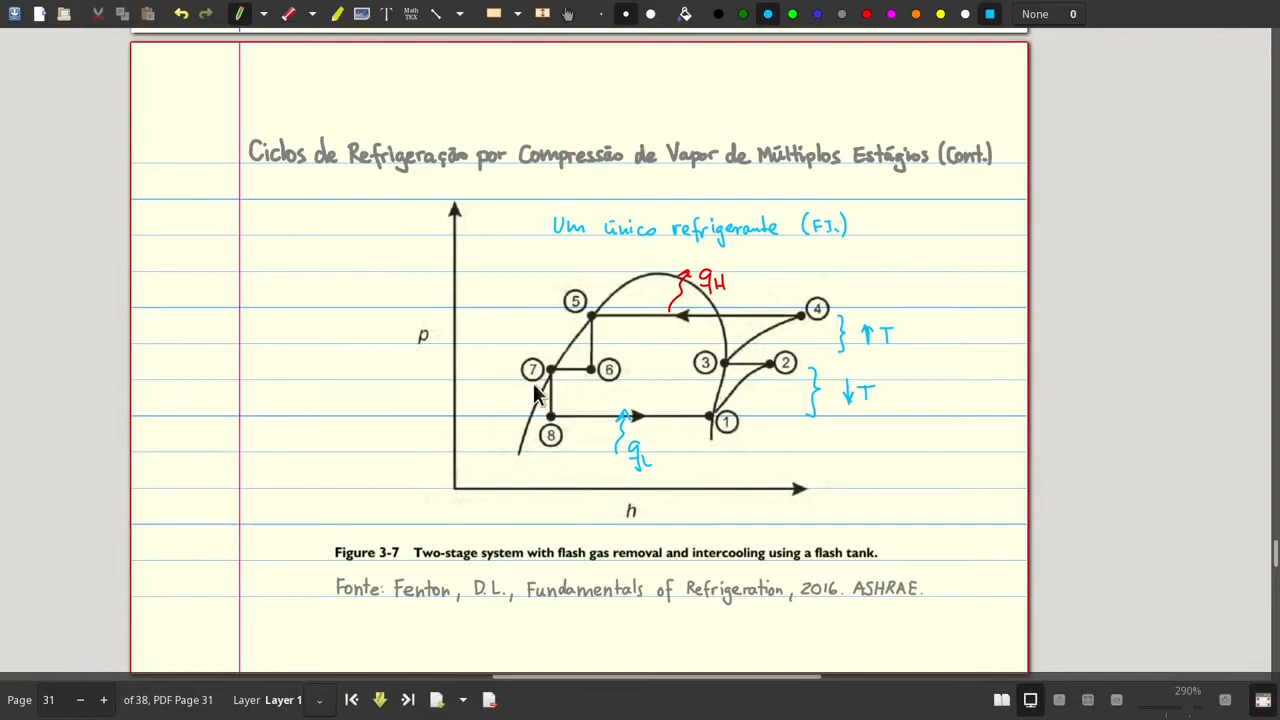 T
Math
TEX
None 0
Ciclos de Refrigeração por Compressão de Vapor de Múltiplos Estágios (Cont.)
Um único refrigerante (FJ.)
qH
5
4
p
↑T
7
6
3
2
↓T
8
1
qL
h
Figure 3-7 Two-stage system with flash gas removal and intercooling using a flash tank.
Fonte: Fenton, D.L., Fundamentals of Refrigeration, 2016. ASHRAE.
Page 31 − + of 38, PDF Page 31 Layer Layer 1 290%